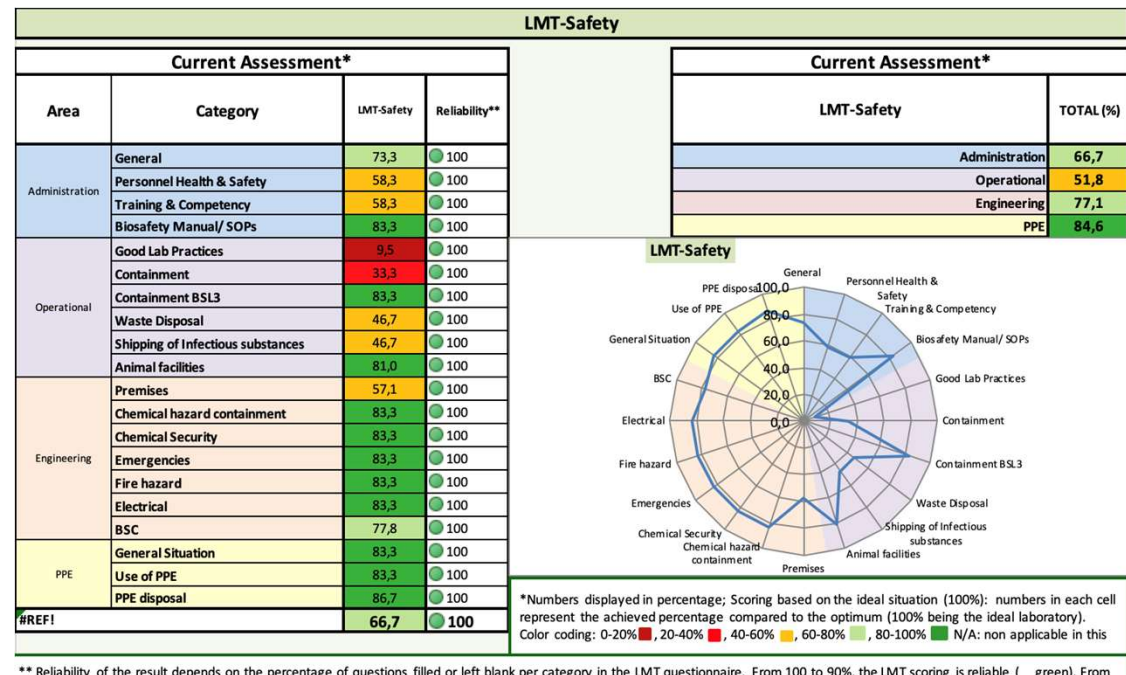 LMT-Safety
Current Assessment*
Area Category LMT-Safety Reliability**
Administration
General 73,3 100
Personnel Health & Safety 58,3 100
Training & Competency 58,3 100
Biosafety Manual/ SOPs 83,3 100
Operational
Good Lab Practices 9,5 100
Containment 33,3 100
Containment BSL3 83,3 100
Waste Disposal 46,7 100
Shipping of Infectious substances 46,7 100
Animal facilities 81,0 100
Engineering
Premises 57,1 100
Chemical hazard containment 83,3 100
Chemical Security 83,3 100
Emergencies 83,3 100
Fire hazard 83,3 100
Electrical 83,3 100
BSC 77,8 100
PPE
General Situation 83,3 100
Use of PPE 83,3 100
PPE disposal 86,7 100
#REF! 66,7 100
Current Assessment*
LMT-Safety TOTAL (%)
Administration 66,7
Operational 51,8
Engineering 77,1
PPE 84,6
LMT-Safety
General
Personnel Health &
Safety
Training & Competency
Biosafety Manual/ SOPs
Good Lab Practices
Containment
Containment BSL3
Waste Disposal
Shipping of Infectious
substances
Animal facilities
Premises
Chemical hazard
containment
Chemical Security
Emergencies
Fire hazard
Electrical
BSC
General Situation
Use of PPE
PPE disposal
100,0
80,0
60,0
40,0
20,0
0,0
*Numbers displayed in percentage; Scoring based on the ideal situation (100%): numbers in each cell
represent the achieved percentage compared to the optimum (100% being the ideal laboratory).
Color coding: 0-20% , 20-40% , 40-60% , 60-80% , 80-100% N/A: non applicable in this
** Reliability of the result depends on the percentage of questions filled or left blank per category in the LMT questionnaire. From 100 to 90%, the LMT scoring is reliable ( green). From